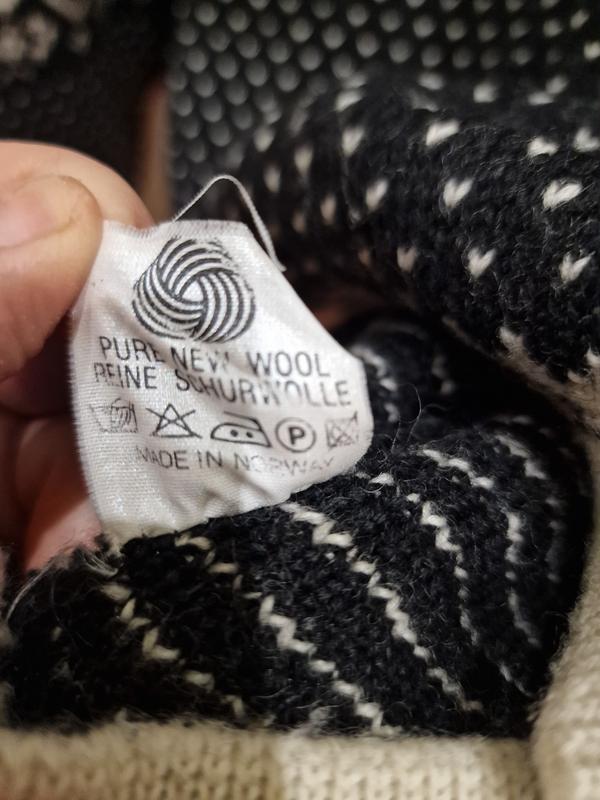 PURE NEW WOOL
REINE SCHURWOLLE
P
MADE IN NORWAY